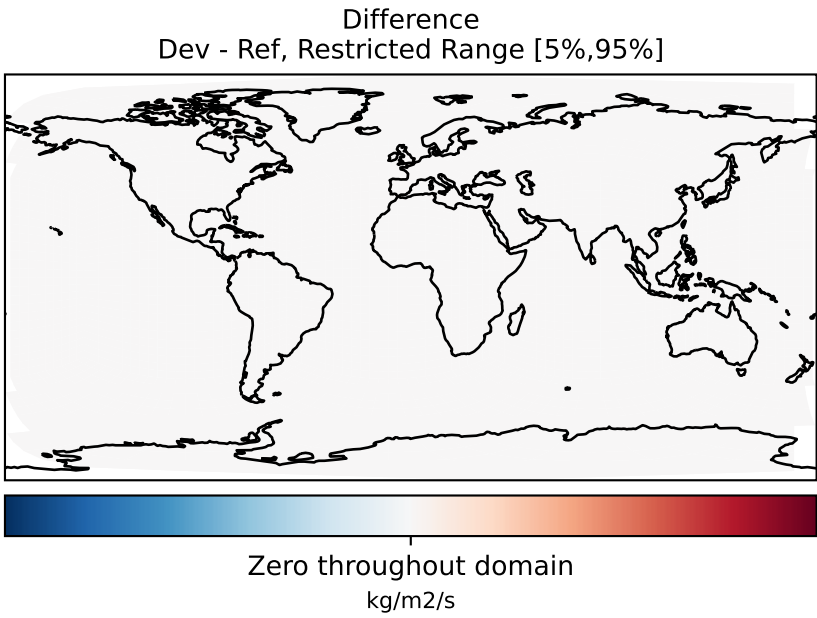 Difference
Dev - Ref, Restricted Range [5%,95%]
Zero throughout domain
kg/m2/s